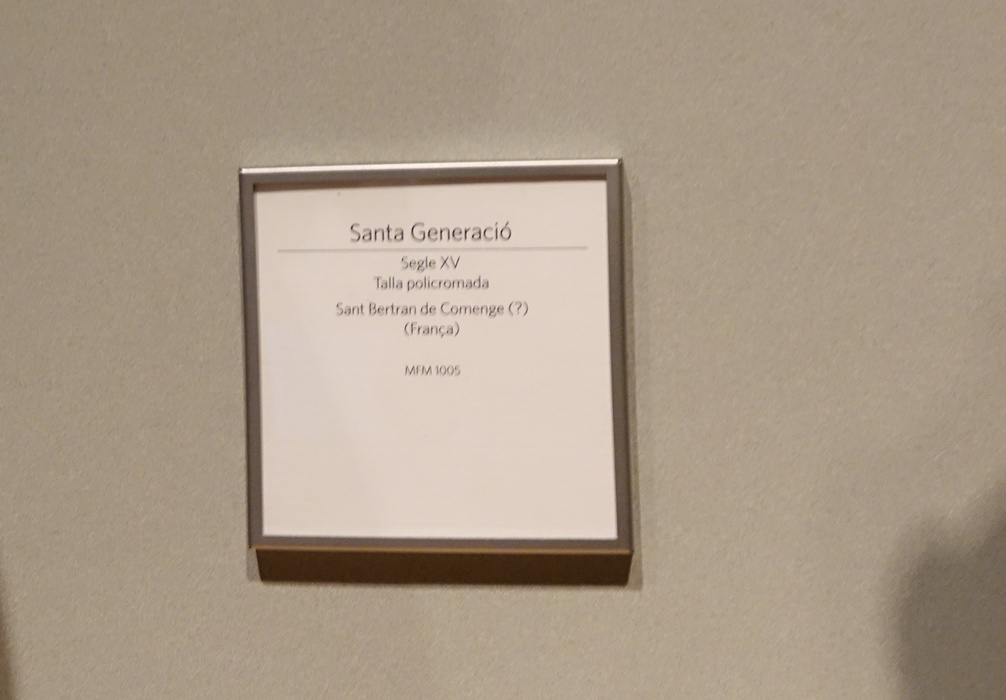 Santa Generació
Segle XV
Talla policromada
Sant Bertran de Comenge (?)
(França)
MFM 1005